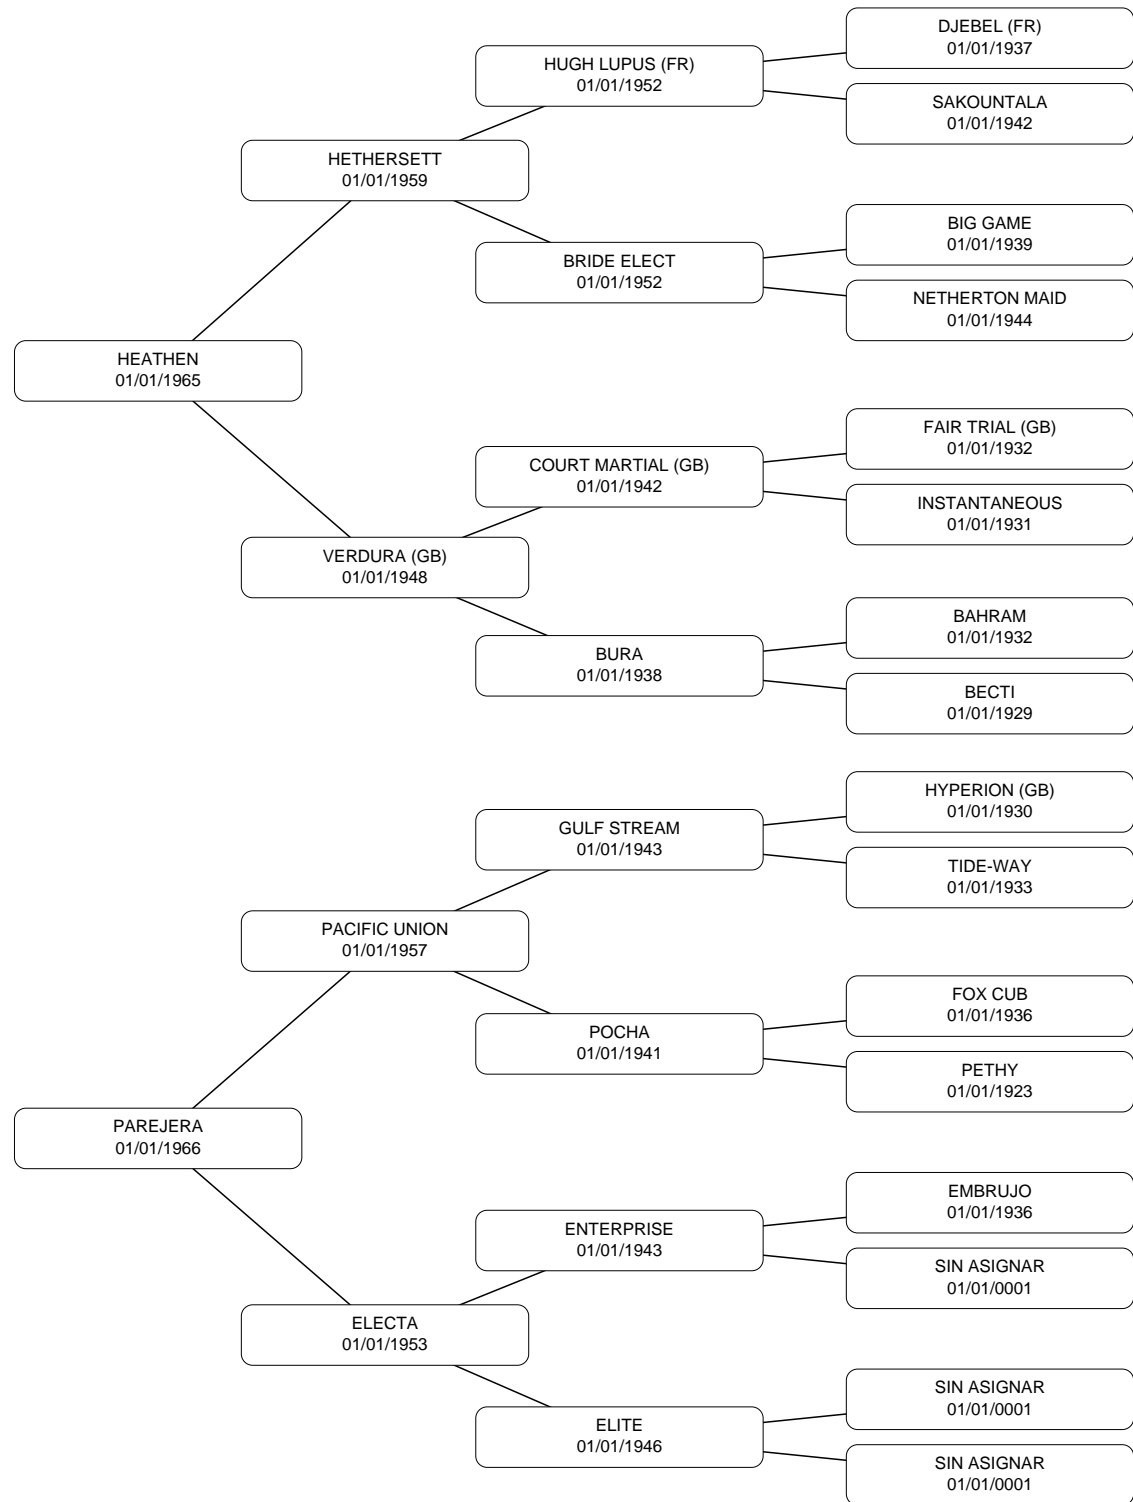 DJEBEL (FR)
01/01/1937
HUGH LUPUS (FR)
01/01/1952
SAKOUNTALA
01/01/1942
HETHERSETT
01/01/1959
BIG GAME
01/01/1939
BRIDE ELECT
01/01/1952
NETHERTON MAID
01/01/1944
HEATHEN
01/01/1965
FAIR TRIAL (GB)
01/01/1932
COURT MARTIAL (GB)
01/01/1942
INSTANTANEOUS
01/01/1931
VERDURA (GB)
01/01/1948
BAHRAM
01/01/1932
BURA
01/01/1938
BECTI
01/01/1929
HYPERION (GB)
01/01/1930
GULF STREAM
01/01/1943
TIDE-WAY
01/01/1933
PACIFIC UNION
01/01/1957
FOX CUB
01/01/1936
POCHA
01/01/1941
PETHY
01/01/1923
PAREJERA
01/01/1966
EMBRUJO
01/01/1936
ENTERPRISE
01/01/1943
SIN ASIGNAR
01/01/0001
ELECTA
01/01/1953
SIN ASIGNAR
01/01/0001
ELITE
01/01/1946
SIN ASIGNAR
01/01/0001